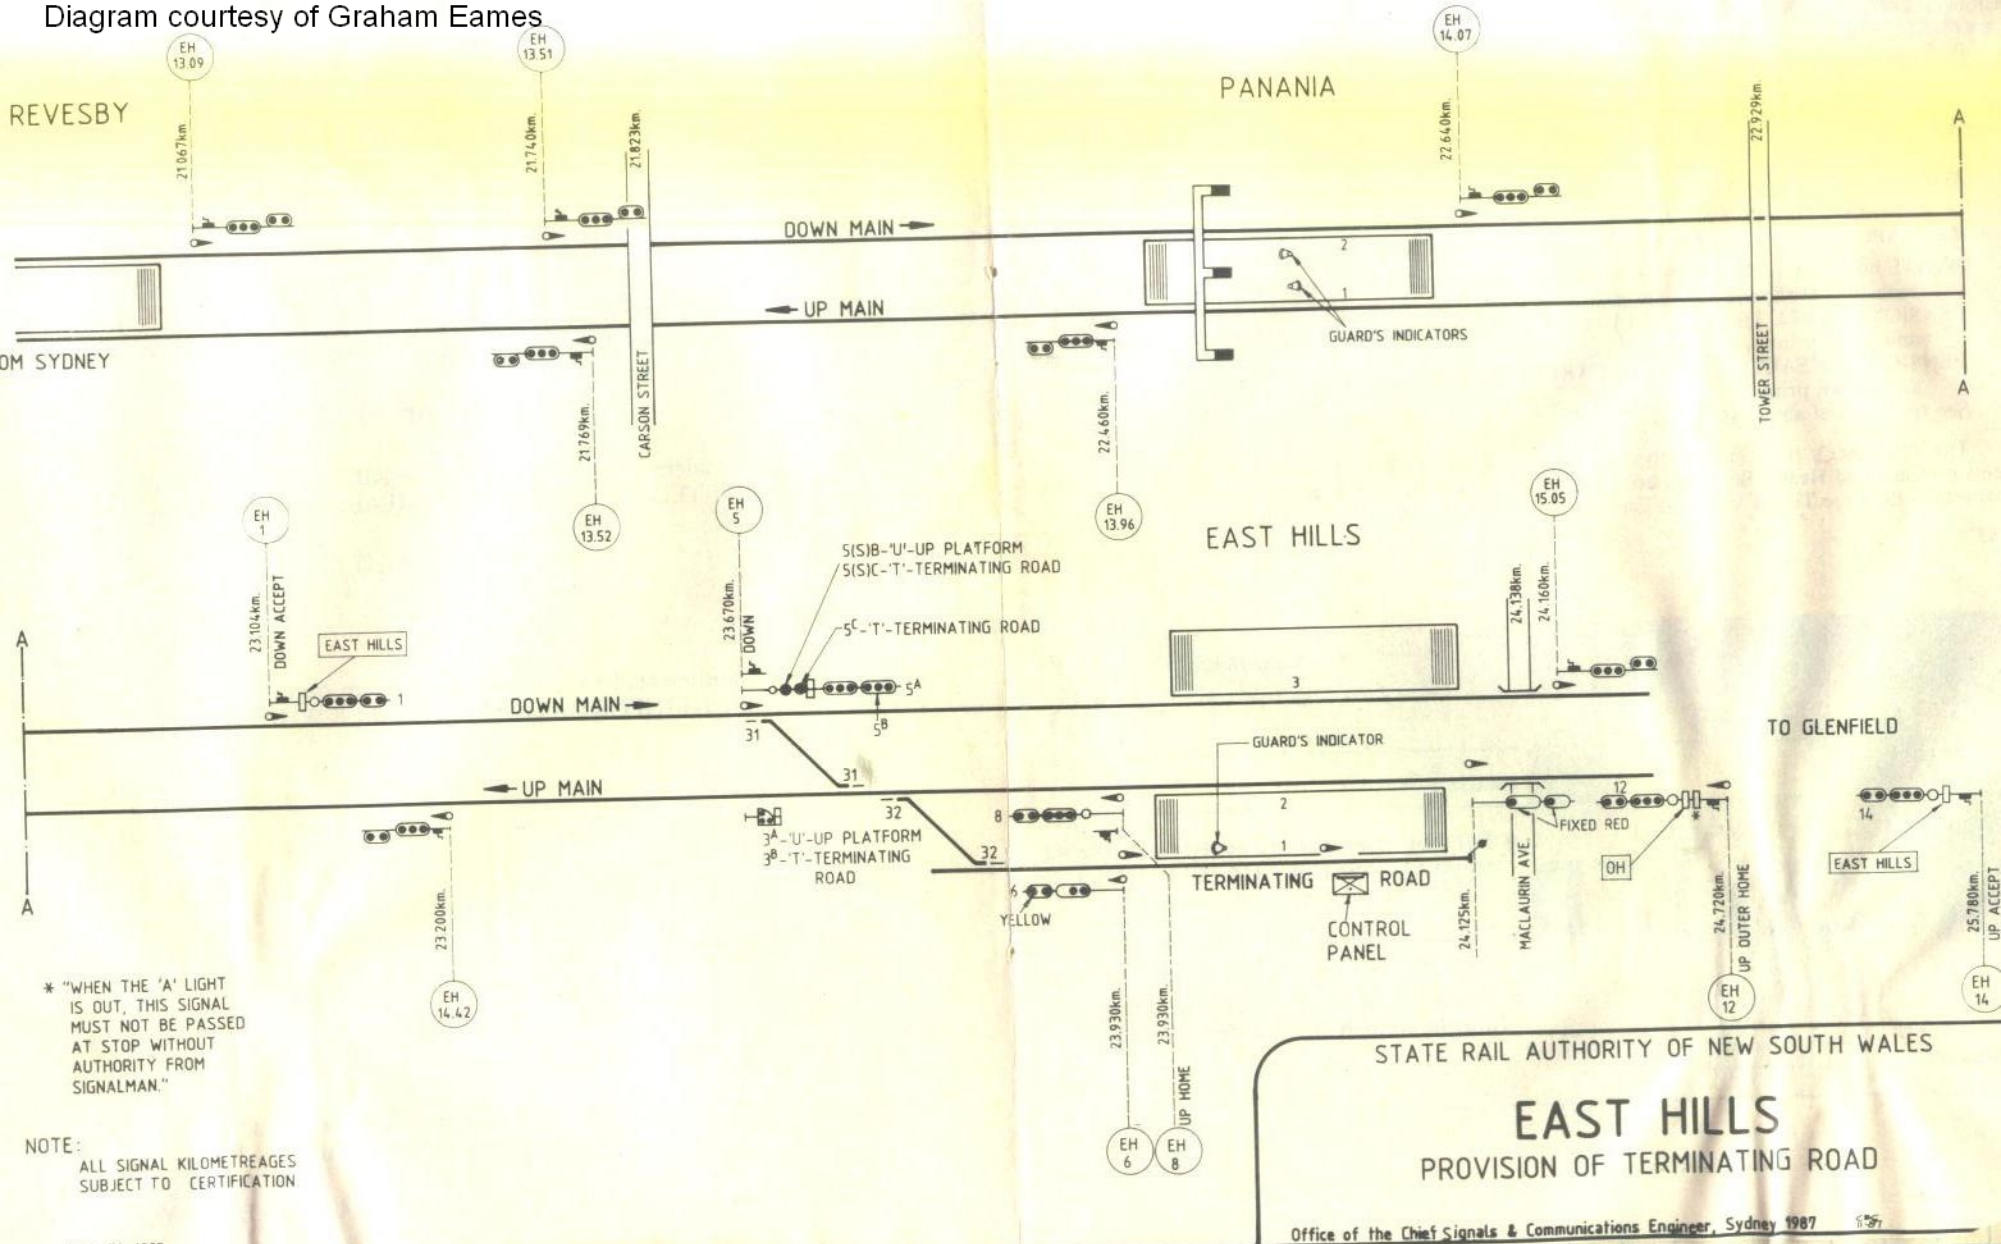 Diagram courtesy of Graham Eames
EH
13.09
EH
13.51
EH
14.07
REVESBY
PANANIA
21.067km
21.740km.
21.823km.
22.640km.
22.929km.
A
DOWN MAIN
2
1
UP MAIN
GUARD'S INDICATORS
OM SYDNEY
CARSON STREET
TOWER STREET
A
21.769km.
22.460km.
EH
13.52
EH
13.96
EH
1
EH
5
EH
15.05
EAST HILLS
5(S)B-'U'-UP PLATFORM
5(S)C-'T'-TERMINATING ROAD
5C-'T'-TERMINATING ROAD
23.104km.
DOWN ACCEPT
EAST HILLS
23.670km.
DOWN
24.138km.
24.160km.
A
1
5A
5B
3
DOWN MAIN
31
TO GLENFIELD
GUARD'S INDICATOR
31
UP MAIN
32
3A-'U'-UP PLATFORM
3B-'T'-TERMINATING
ROAD
8
2
1
12
FIXED RED
14
32
6
YELLOW
TERMINATING ROAD
CONTROL
PANEL
OH
*
EAST HILLS
A
23.200km.
24.125km.
MACLAURIN AVE.
24.720km.
UP OUTER HOME
25.780km.
UP ACCEPT
EH
14.42
EH
12
EH
14
23.930km.
23.930km.
UP HOME
EH
6
EH
8
* "WHEN THE 'A' LIGHT
IS OUT, THIS SIGNAL
MUST NOT BE PASSED
AT STOP WITHOUT
AUTHORITY FROM
SIGNALMAN."
NOTE:
ALL SIGNAL KILOMETREAGES
SUBJECT TO CERTIFICATION
STATE RAIL AUTHORITY OF NEW SOUTH WALES
EAST HILLS
PROVISION OF TERMINATING ROAD
Office of the Chief Signals & Communications Engineer, Sydney 1987